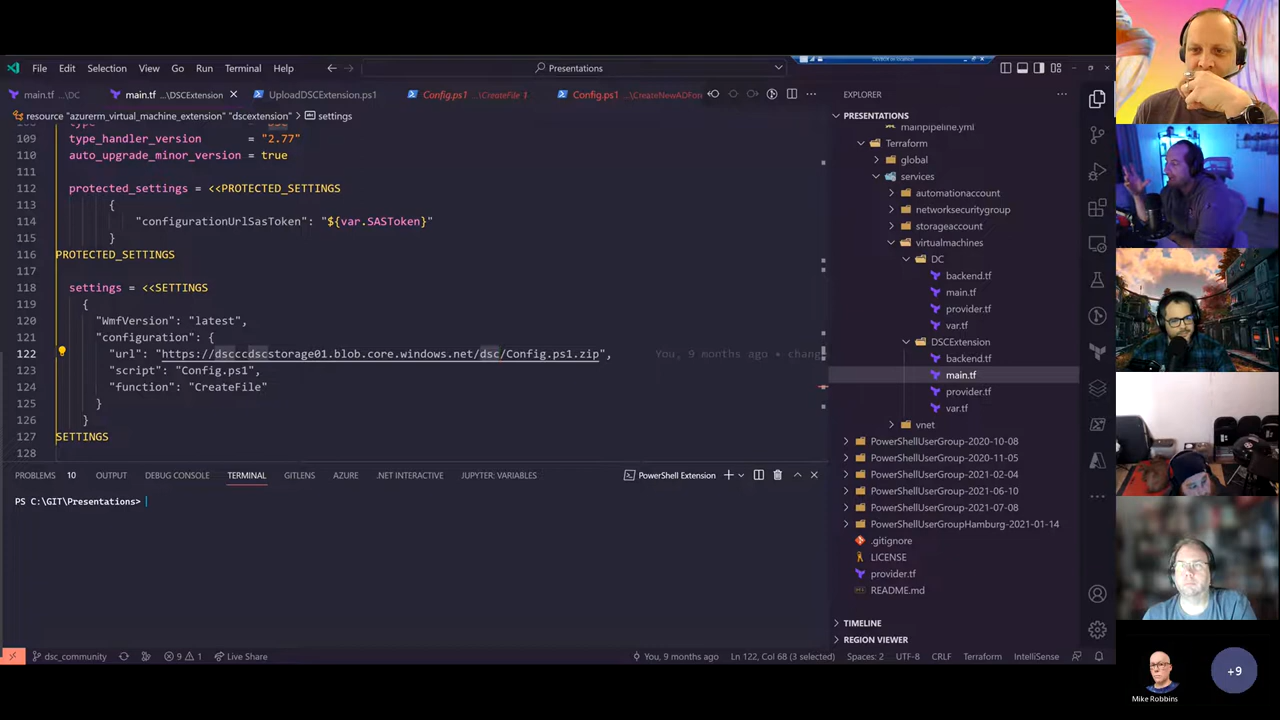 File Edit Selection View Go Run Terminal Help
Presentations
main.tf ...\DC
main.tf ...\DSCExtension
UploadDSCExtension.ps1
Config.ps1 ...\CreateFile 1
Config.ps1 ...\CreateNewADFon
resource "azurerm_virtual_machine_extension" "dscextension" > settings
109 type_handler_version = "2.77"
110 auto_upgrade_minor_version = true
111
112 protected_settings = <<PROTECTED_SETTINGS
113 {
114 "configurationUrlSasToken": "${var.SASToken}"
115 }
116 PROTECTED_SETTINGS
117
118 settings = <<SETTINGS
119 {
120 "WmfVersion": "latest",
121 "configuration": {
122 "url": "https://dsccdscstorage01.blob.core.windows.net/dsc/Config.ps1.zip", You, 9 months ago • chang
123 "script": "Config.ps1",
124 "function": "CreateFile"
125 }
126 }
127 SETTINGS
128
PROBLEMS 10 OUTPUT DEBUG CONSOLE TERMINAL GITLENS AZURE .NET INTERACTIVE JUPYTER: VARIABLES
PowerShell Extension
PS C:\GIT\Presentations>
EXPLORER
PRESENTATIONS
mainpipeline.yml
Terraform
global
services
automationaccount
networksecuritygroup
storageaccount
virtualmachines
DC
backend.tf
main.tf
provider.tf
var.tf
DSCExtension
backend.tf
main.tf
provider.tf
var.tf
vnet
PowerShellUserGroup-2020-10-08
PowerShellUserGroup-2020-11-05
PowerShellUserGroup-2021-02-04
PowerShellUserGroup-2021-06-10
PowerShellUserGroup-2021-07-08
PowerShellUserGroupHamburg-2021-01-14
.gitignore
LICENSE
provider.tf
README.md
TIMELINE
REGION VIEWER
dsc_community
9 1
Live Share
You, 9 months ago
Ln 122, Col 68 (3 selected)
Spaces: 2
UTF-8
CRLF
Terraform
IntelliSense
Mike Robbins
+9